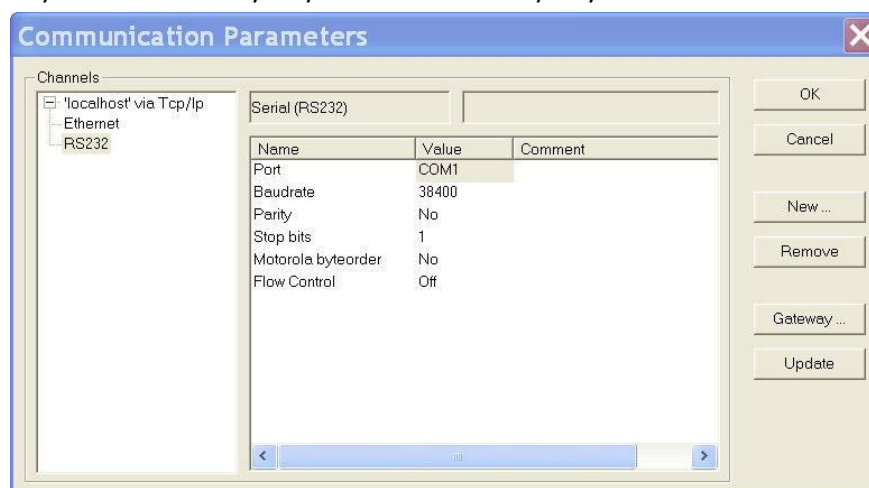 Communication Parameters
Channels
'localhost' via Tcp/Ip
Ethernet
RS232
Serial (RS232)
Name Value Comment
Port COM1
Baudrate 38400
Parity No
Stop bits 1
Motorola byteorder No
Flow Control Off
OK
Cancel
New ...
Remove
Gateway ...
Update